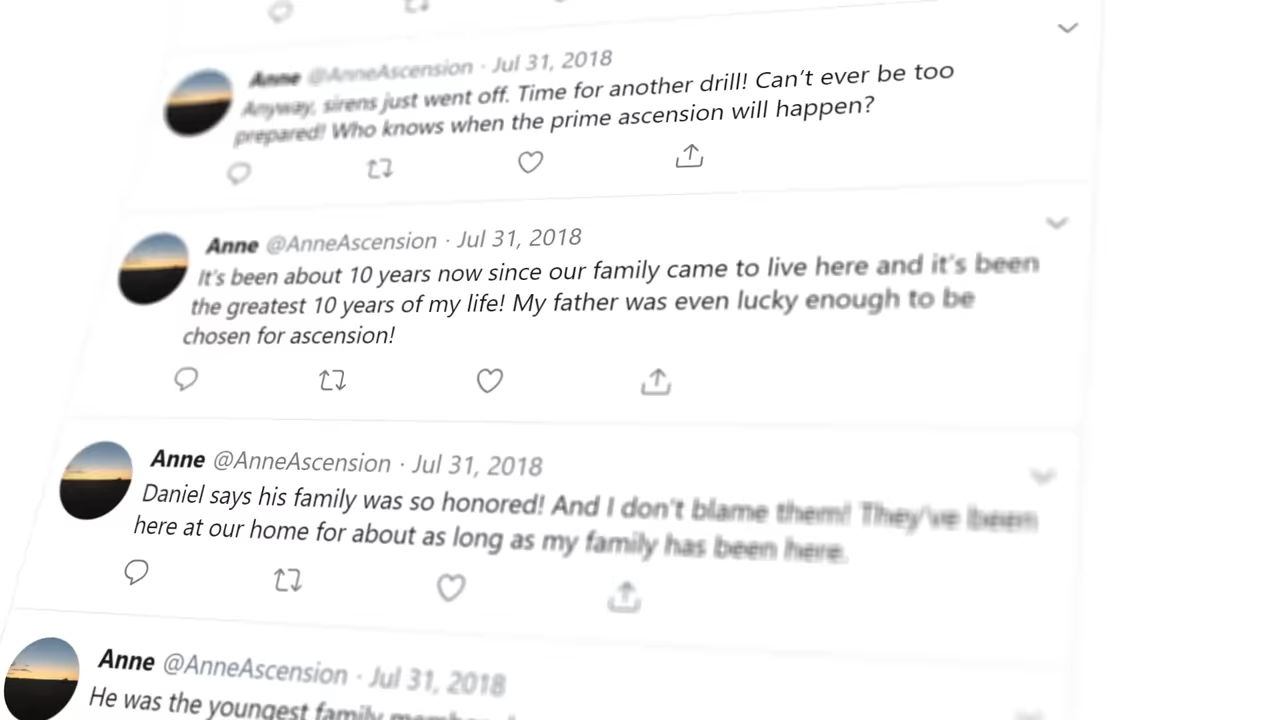 Anne @AnneAscension · Jul 31, 2018
Anyway, sirens just went off. Time for another drill! Can't ever be too
prepared! Who knows when the prime ascension will happen?
Anne @AnneAscension · Jul 31, 2018
It's been about 10 years now since our family came to live here and it's been
the greatest 10 years of my life! My father was even lucky enough to be
chosen for ascension!
Anne @AnneAscension · Jul 31, 2018
Daniel says his family was so honored! And I don't blame them! They've been
here at our home for about as long as my family has been here.
Anne @AnneAscension · Jul 31, 2018
He was the youngest family